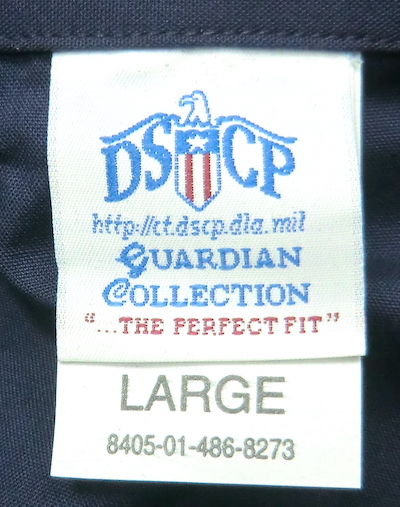 DSCP
http://ct.dscp.dla.mil
GUARDIAN
COLLECTION
"...THE PERFECT FIT"
LARGE
8405-01-486-8273